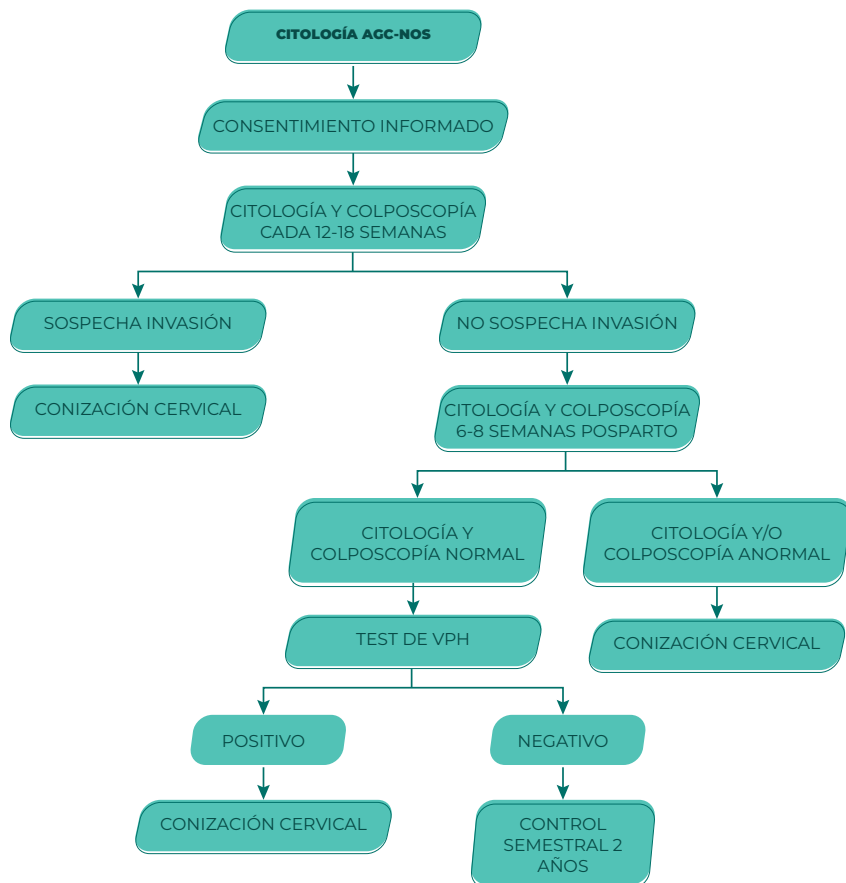 CITOLOGÍA AGC-NOS
CONSENTIMIENTO INFORMADO
CITOLOGÍA Y COLPOSCOPÍA
CADA 12-18 SEMANAS
SOSPECHA INVASIÓN
NO SOSPECHA INVASIÓN
CONIZACIÓN CERVICAL
CITOLOGÍA Y COLPOSCOPÍA
6-8 SEMANAS POSPARTO
CITOLOGÍA Y
COLPOSCOPÍA NORMAL
CITOLOGÍA Y/O
COLPOSCOPÍA ANORMAL
TEST DE VPH
CONIZACIÓN CERVICAL
POSITIVO
NEGATIVO
CONIZACIÓN CERVICAL
CONTROL
SEMESTRAL 2
AÑOS